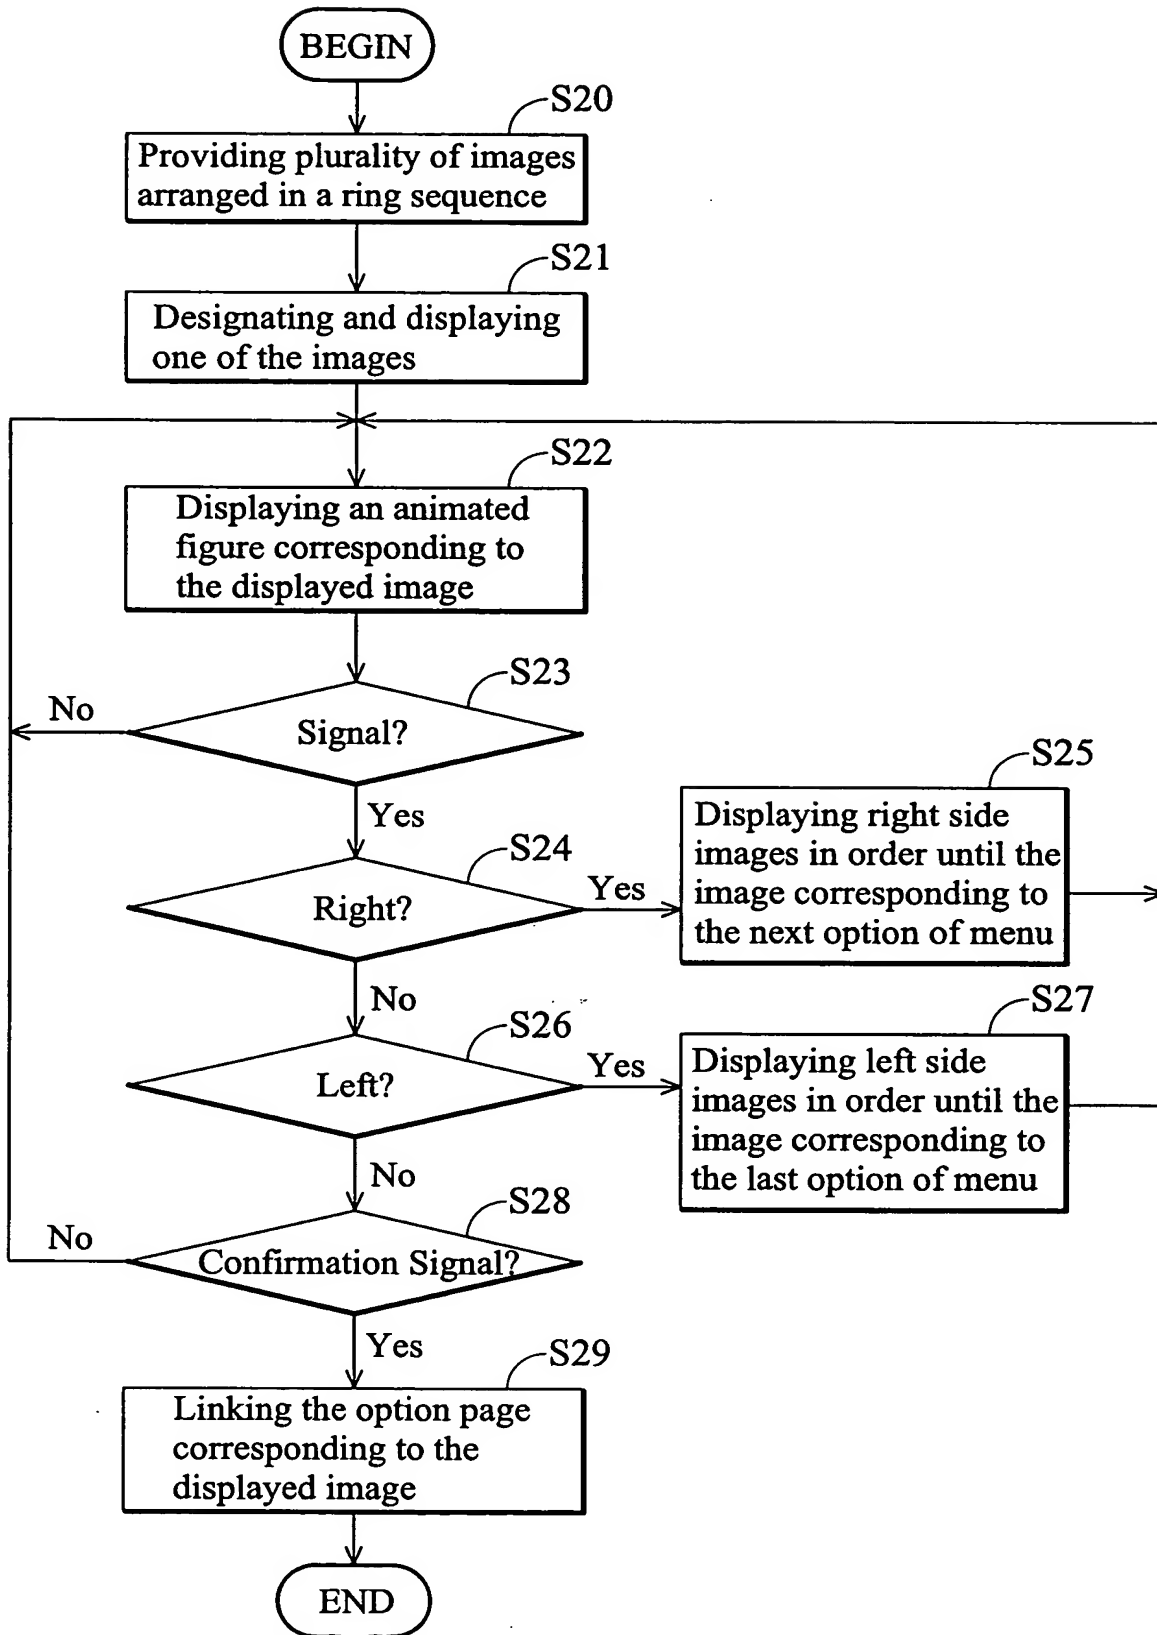 BEGIN
S20
Providing plurality of images
arranged in a ring sequence
S21
Designating and displaying
one of the images
S22
Displaying an animated
figure corresponding to
the displayed image
S23
No
Signal?
Yes
S25
Displaying right side
images in order until the
image corresponding to
the next option of menu
S24
Right?
Yes
No
S27
Displaying left side
images in order until the
image corresponding to
the last option of menu
S26
Left?
Yes
No
S28
No
Confirmation Signal?
Yes
S29
Linking the option page
corresponding to the
displayed image
END